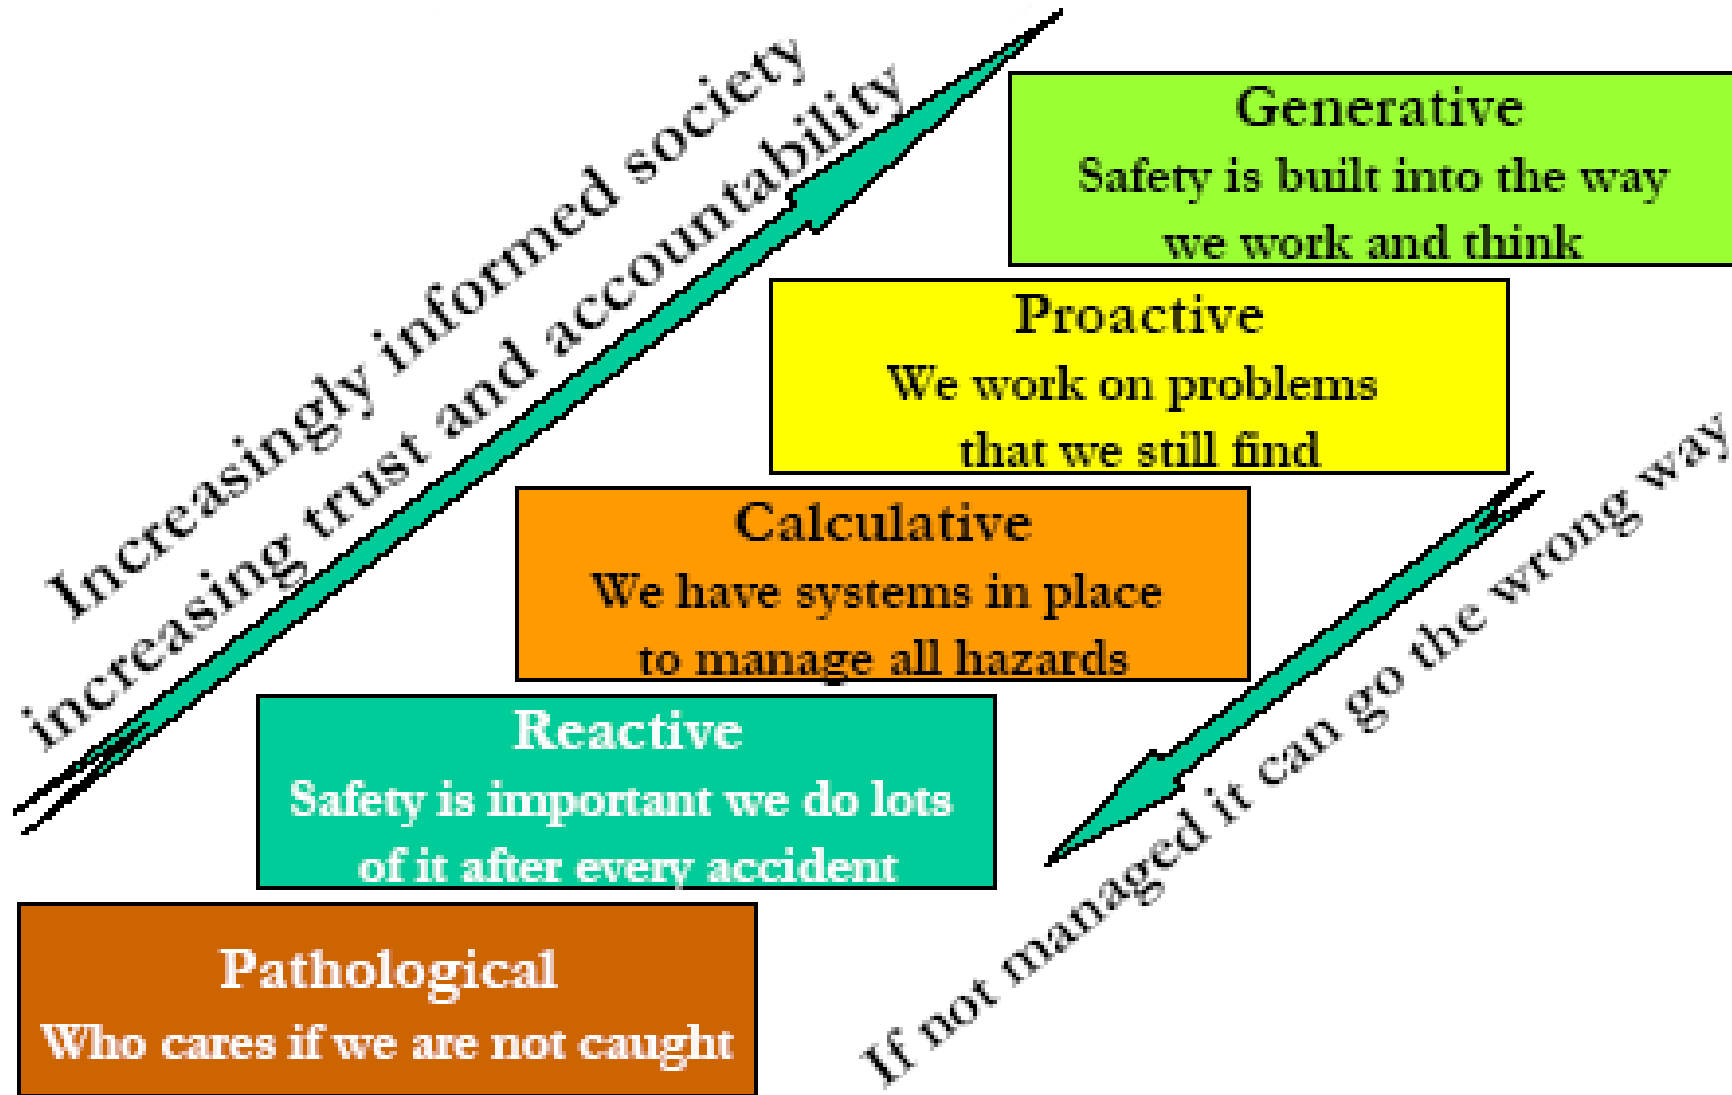 Increasingly informed society
increasing trust and accountability
Generative
Safety is built into the way
we work and think
Proactive
We work on problems
that we still find
Calculative
We have systems in place
to manage all hazards
Reactive
Safety is important we do lots
of it after every accident
Pathological
Who cares if we are not caught
If not managed it can go the wrong way